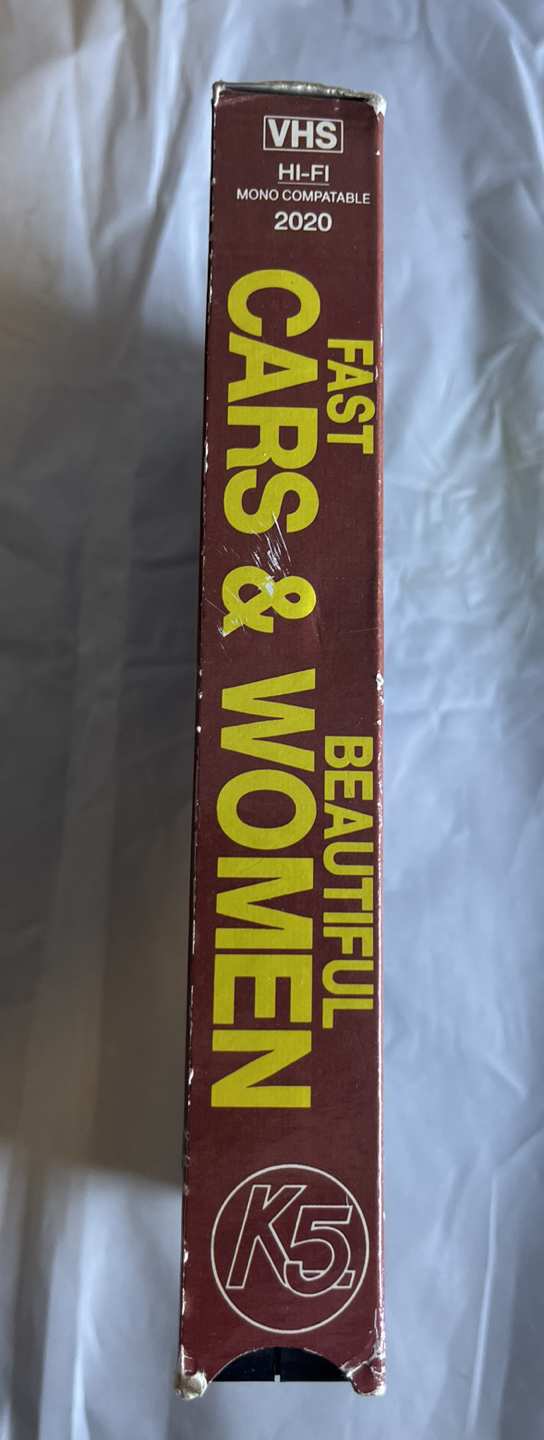 VHS
HI-FI
MONO COMPATABLE
2020
FAST
CARS &
BEAUTIFUL
WOMEN
K5.